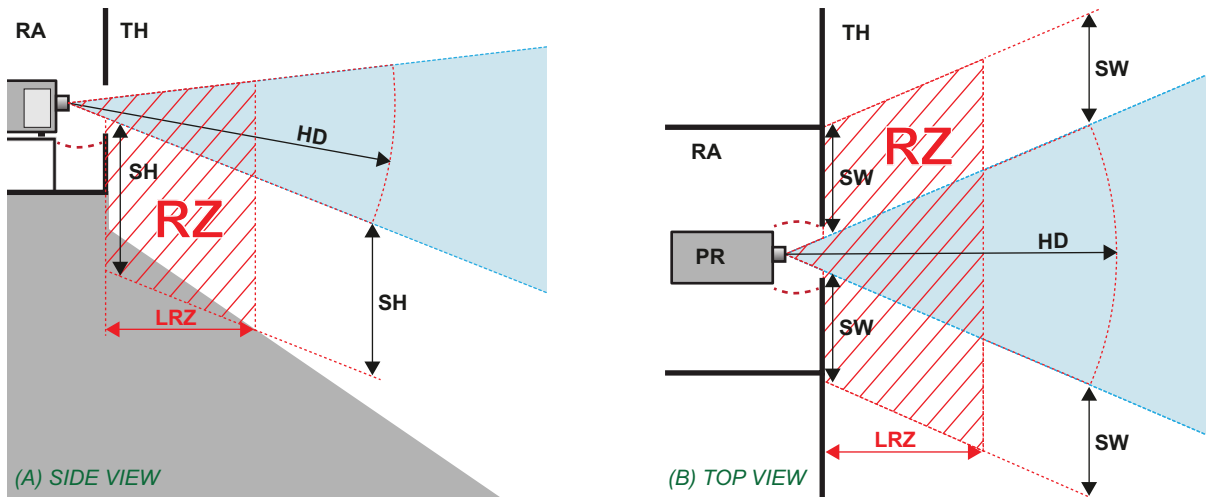 RA
TH
HD
SH
RZ
SH
LRZ
(A) SIDE VIEW
TH
SW
RA
RZ
SW
PR
HD
SW
LRZ
SW
(B) TOP VIEW